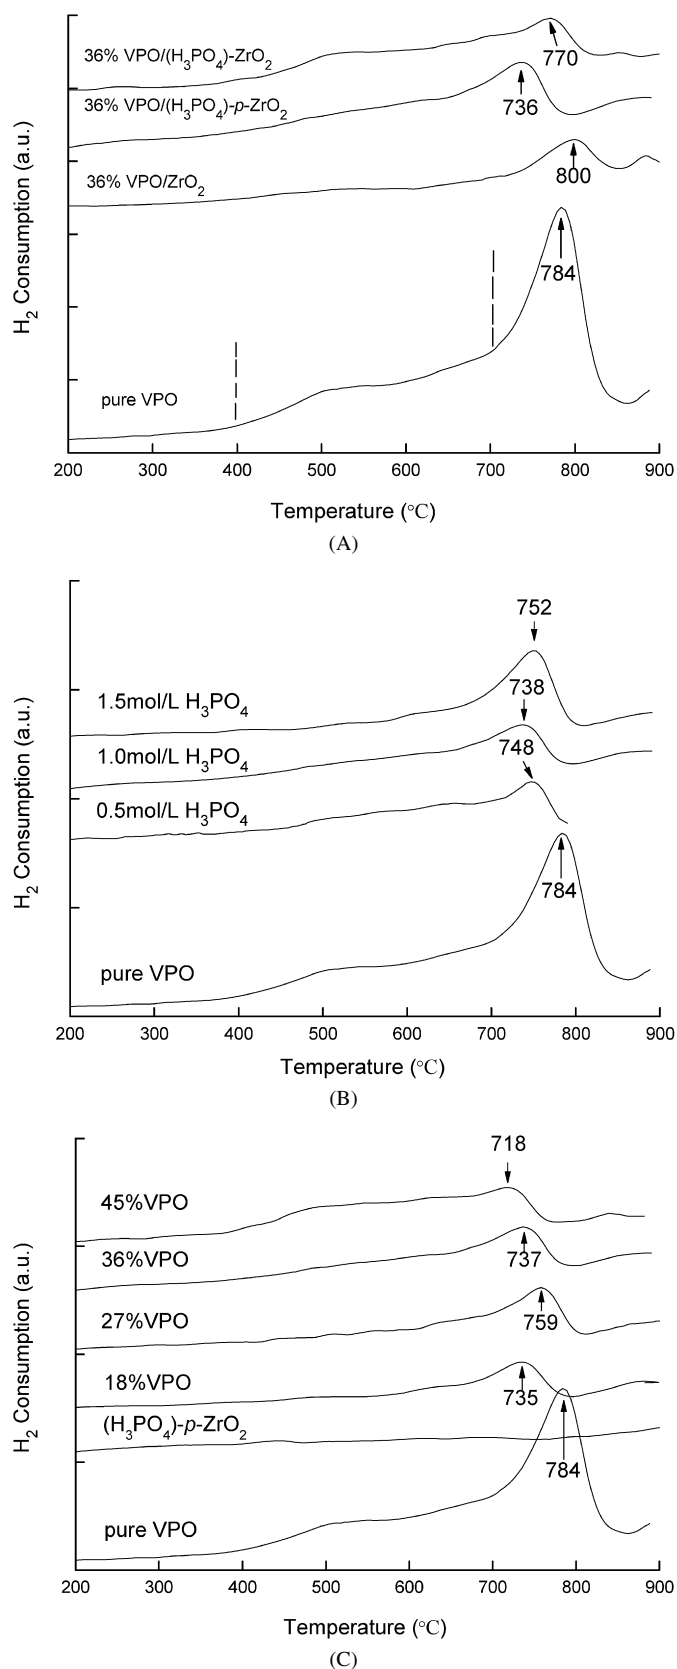 36% VPO/(H₃PO₄)-ZrO₂
770
36% VPO/(H₃PO₄)-p-ZrO₂
736
36% VPO/ZrO₂
800
784
pure VPO
H₂ Consumption (a.u.)
200 300 400 500 600 700 800 900
Temperature (°C)
(A)
752
1.5mol/L H₃PO₄
738
1.0mol/L H₃PO₄
748
0.5mol/L H₃PO₄
784
pure VPO
H₂ Consumption (a.u.)
200 300 400 500 600 700 800 900
Temperature (°C)
(B)
718
45%VPO
36%VPO
737
27%VPO
759
18%VPO
735
(H₃PO₄)-p-ZrO₂
784
pure VPO
H₂ Consumption (a.u.)
200 300 400 500 600 700 800 900
Temperature (°C)
(C)